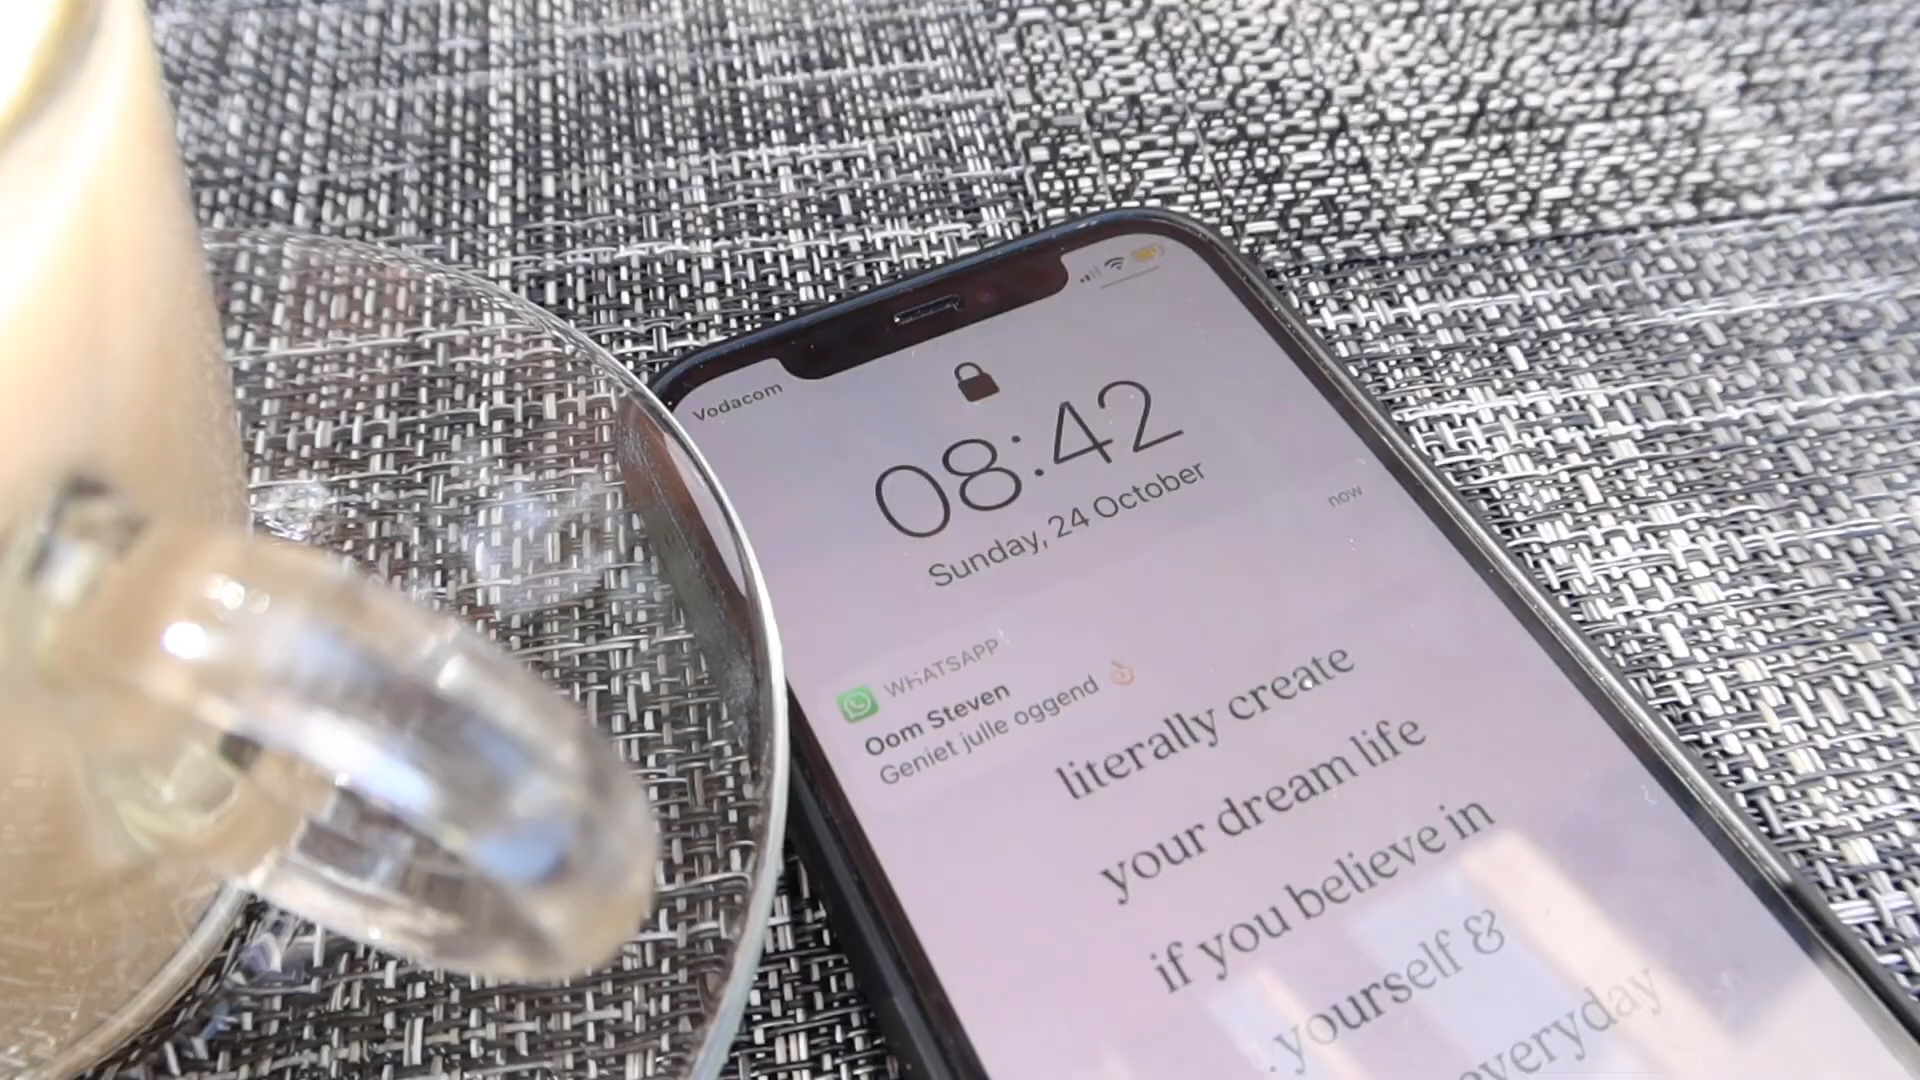 Vodacom
08:42
Sunday, 24 October
now
WHATSAPP
Oom Steven
Geniet julle oggend 👌🏻
literally create
your dream life
if you believe in
yourself &
everyday